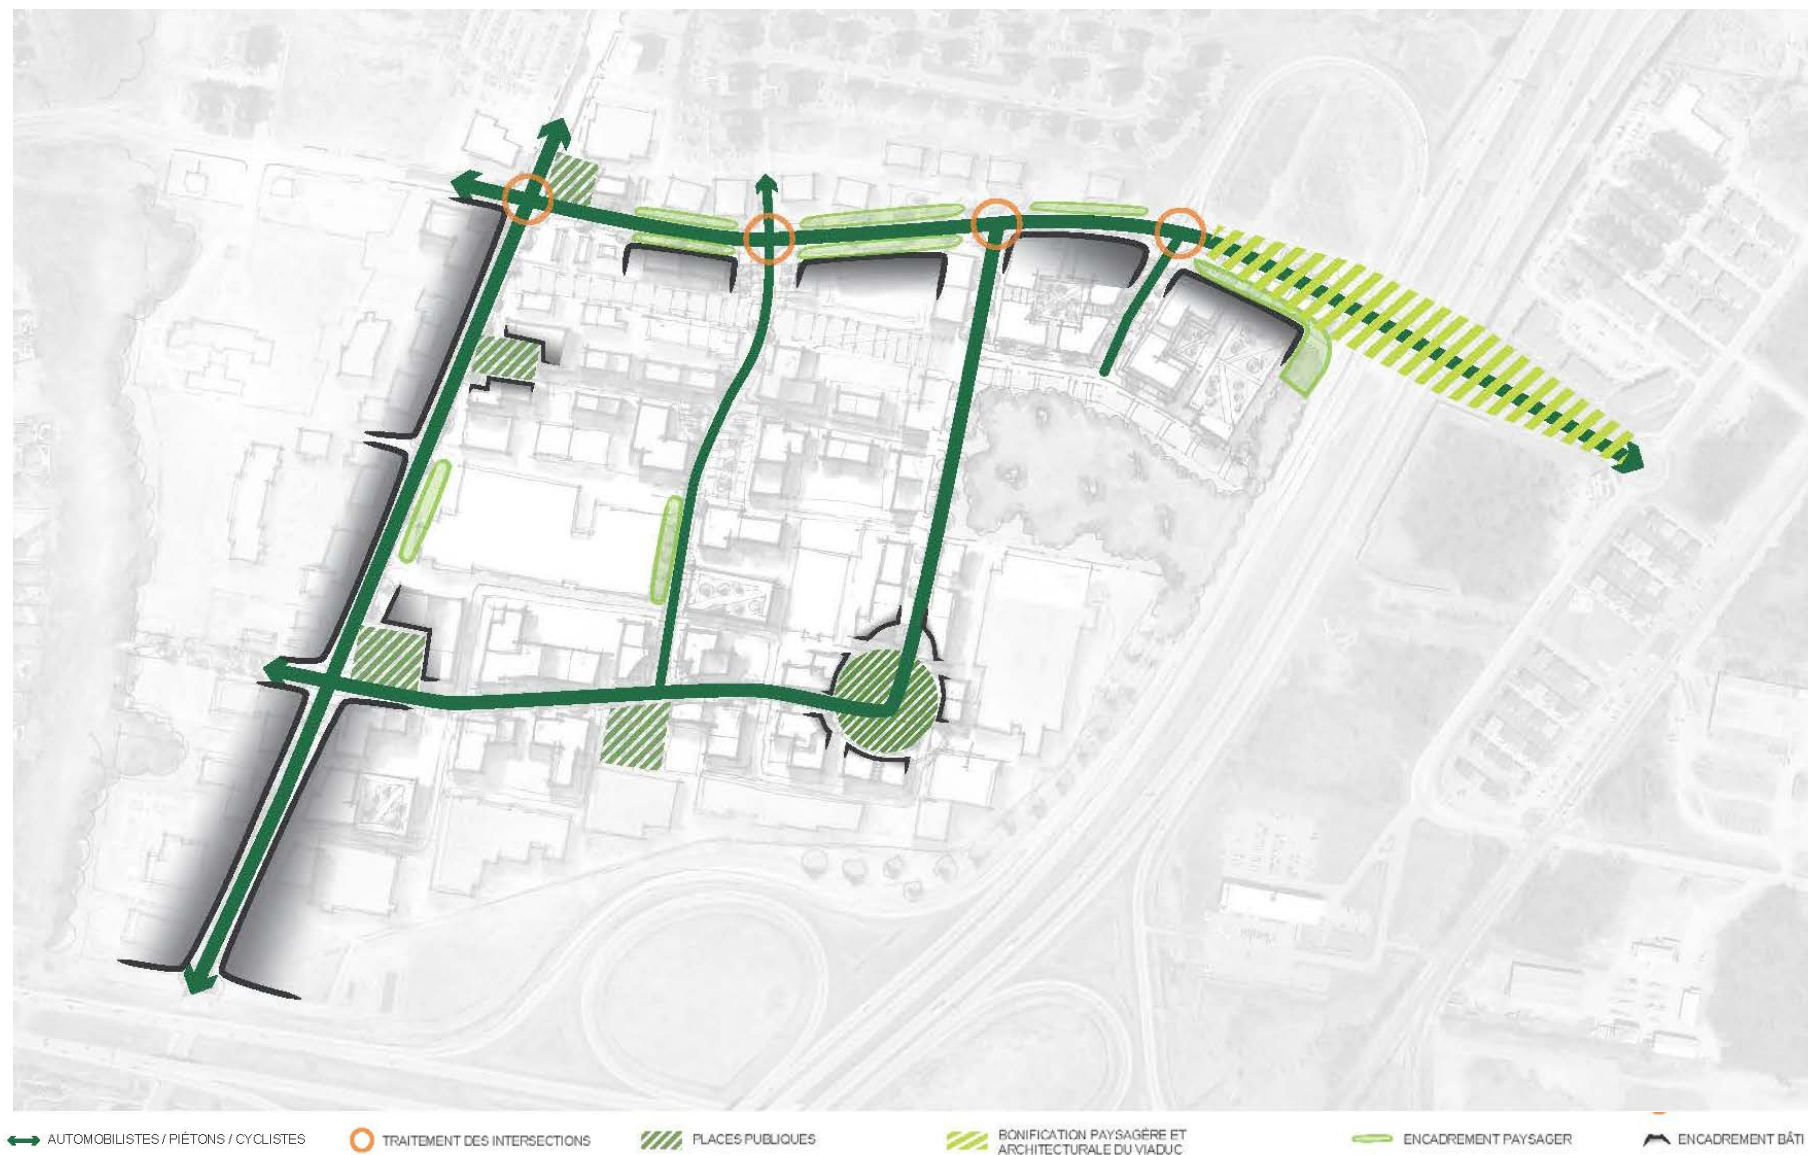 AUTOMOBILISTES / PIÉTONS / CYCLISTES
TRAITEMENT DES INTERSECTIONS
PLACES PUBLIQUES
BONIFICATION PAYSAGÈRE ET
ARCHITECTURALE DU VIADUC
ENCADREMENT PAYSAGER
ENCADREMENT BÂTI